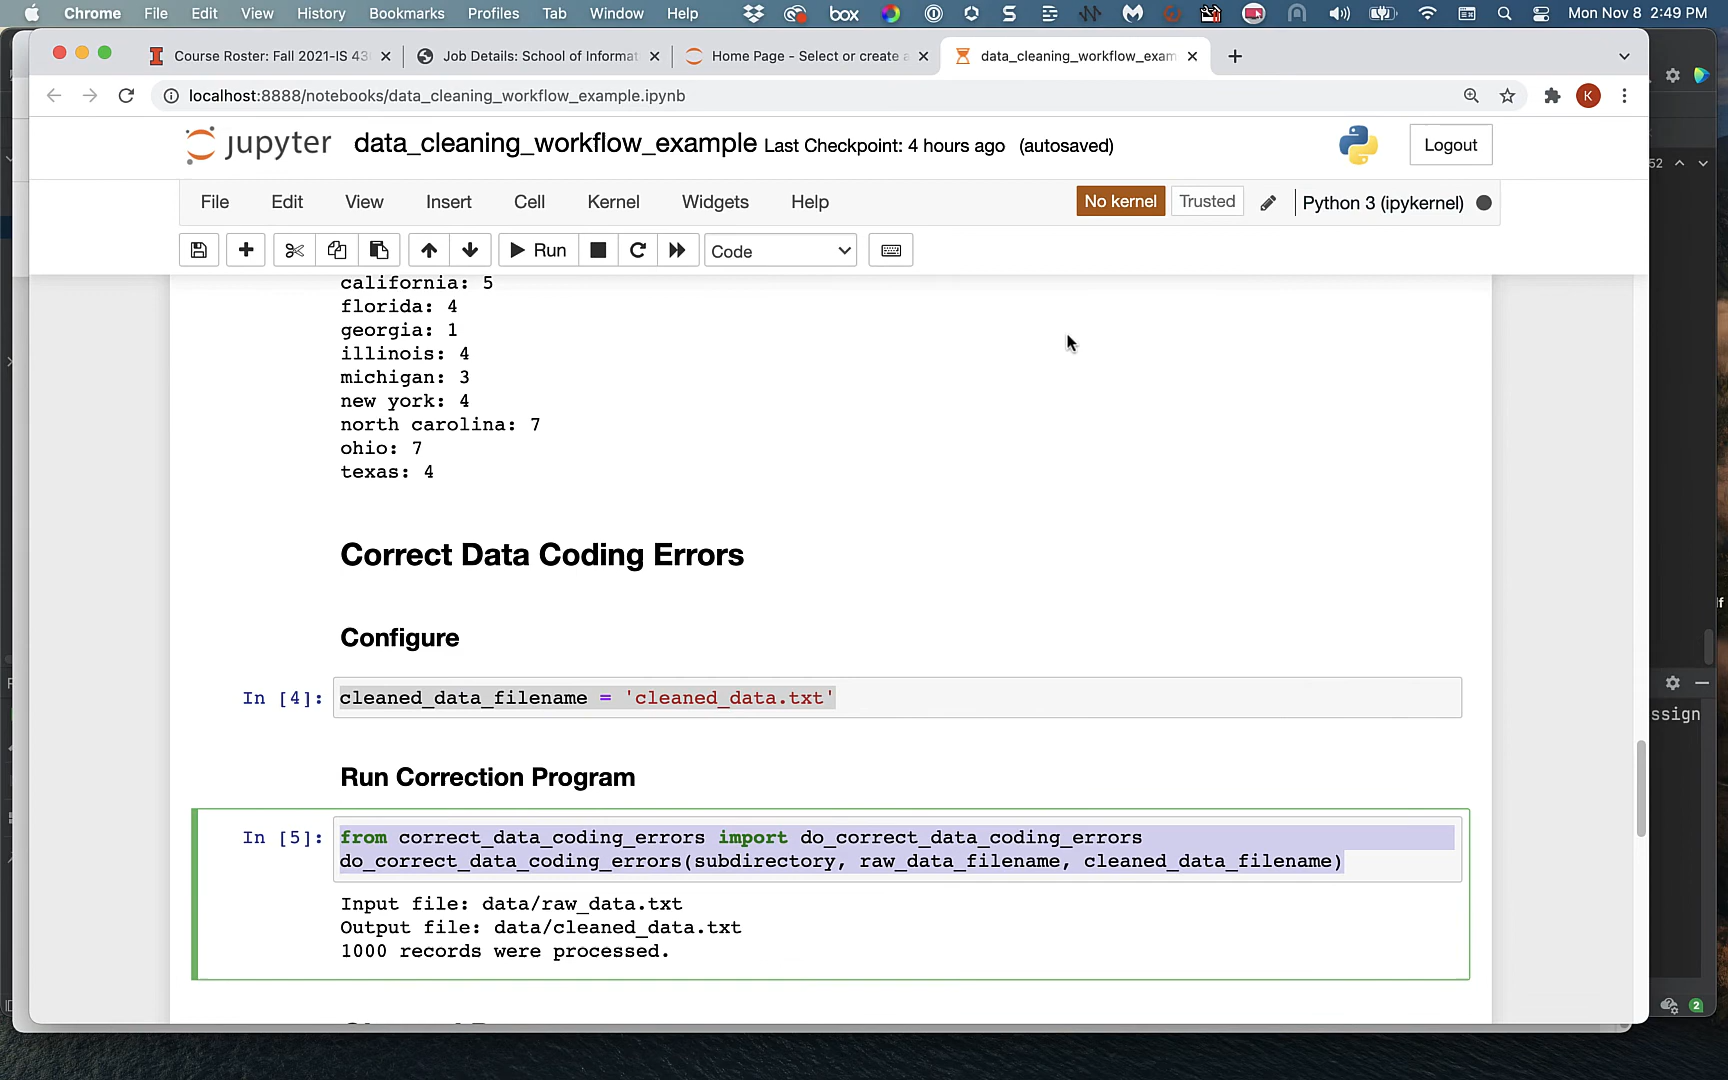 Chrome File Edit View History Bookmarks Profiles Tab Window Help box Mon Nov 8 2:49 PM
Course Roster: Fall 2021-IS 43 Job Details: School of Informat Home Page - Select or create a data_cleaning_workflow_exam
localhost:8888/notebooks/data_cleaning_workflow_example.ipynb K
jupyter data_cleaning_workflow_example Last Checkpoint: 4 hours ago (autosaved) Logout
52
File Edit View Insert Cell Kernel Widgets Help No kernel Trusted Python 3 (ipykernel)
Run Code
california: 5
florida: 4
georgia: 1
illinois: 4
michigan: 3
new york: 4
north carolina: 7
ohio: 7
texas: 4
Correct Data Coding Errors
Configure
In [4]: cleaned_data_filename = 'cleaned_data.txt'
ssign
Run Correction Program
In [5]: from correct_data_coding_errors import do_correct_data_coding_errors
do_correct_data_coding_errors(subdirectory, raw_data_filename, cleaned_data_filename)
Input file: data/raw_data.txt
Output file: data/cleaned_data.txt
1000 records were processed.
2